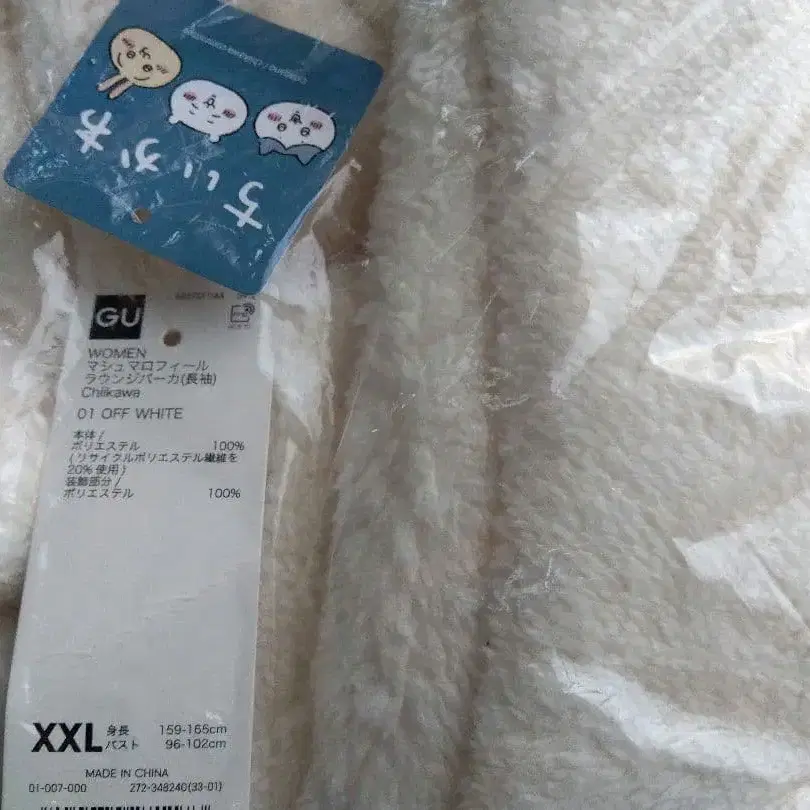 ちいかわ
GU
WOMEN
マシュマロフィール
ラウンジパーカ(長袖)
Chiikawa
01 OFF WHITE
本体/
ポリエステル 100%
(リサイクルポリエステル繊維を
20% 使用)
装飾部分/
ポリエステル 100%
XXL 身長 159-165cm
バスト 96-102cm
MADE IN CHINA
01-007-000 272-348240(33-01)